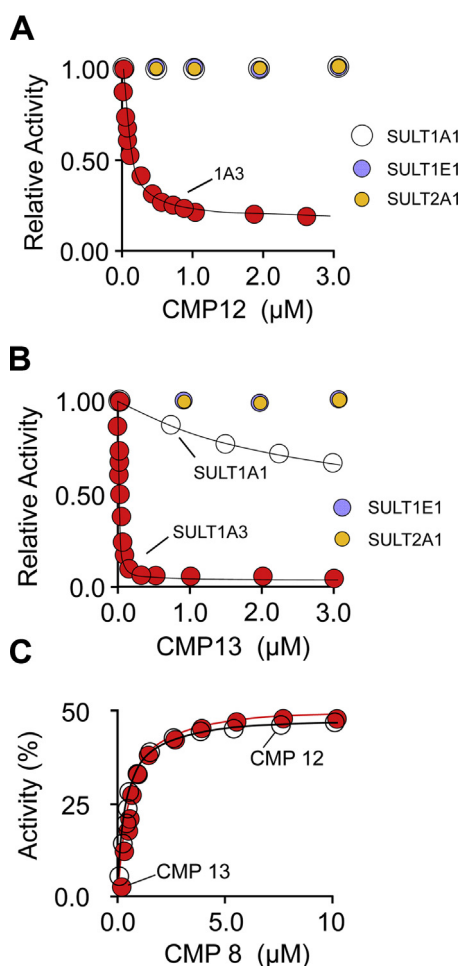 A
Relative Activity
1.00
0.50
0.00
0.0
1.0
2.0
3.0
CMP12 (µM)
1A3
SULT1A1
SULT1E1
SULT2A1
B
Relative Activity
1.00
0.50
0.0
0.0
1.0
2.0
3.0
CMP13 (µM)
SULT1A1
SULT1A3
SULT1E1
SULT2A1
C
Activity (%)
50
25
0.0
0.0
5.0
10
CMP 8 (µM)
CMP 12
CMP 13